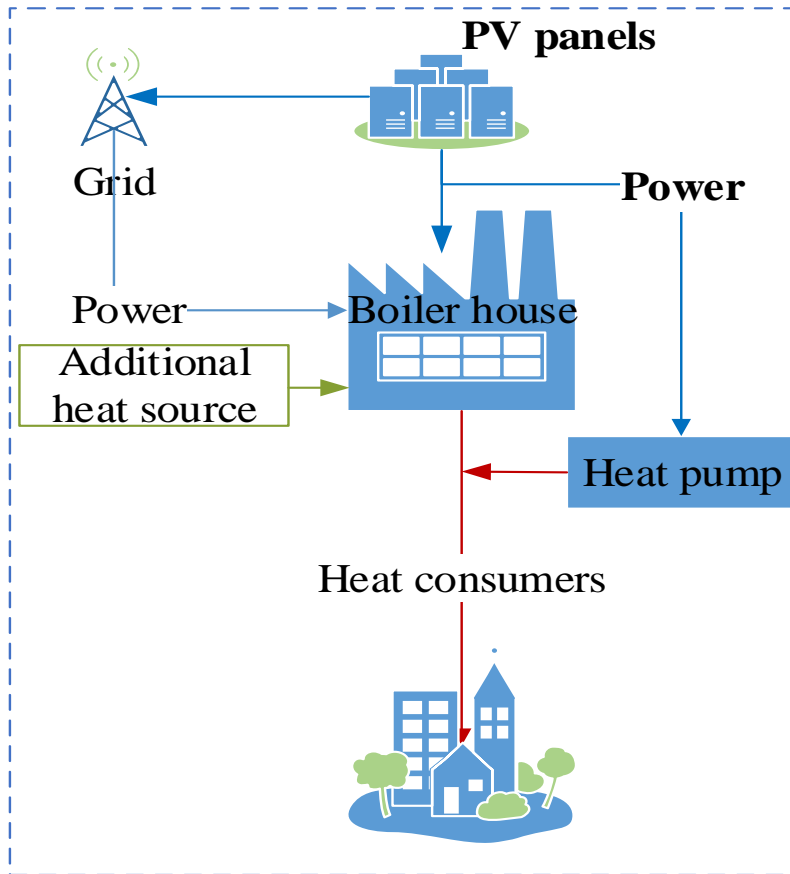 PV panels
Grid
Power
Power
Boiler house
Additional
heat source
Heat pump
Heat consumers